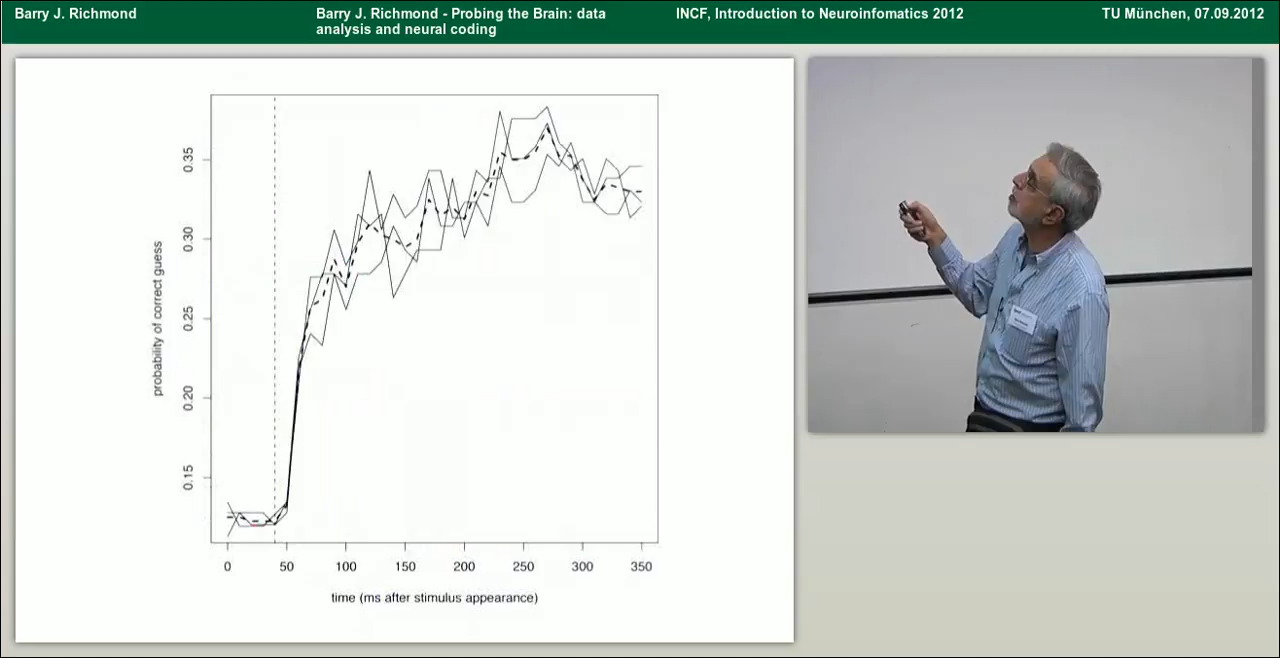 Barry J. Richmond
Barry J. Richmond - Probing the Brain: data
analysis and neural coding
INCF, Introduction to Neuroinfomatics 2012
TU München, 07.09.2012
probability of correct guess
0.35
0.30
0.25
0.20
0.15
0
50
100
150
200
250
300
350
time (ms after stimulus appearance)